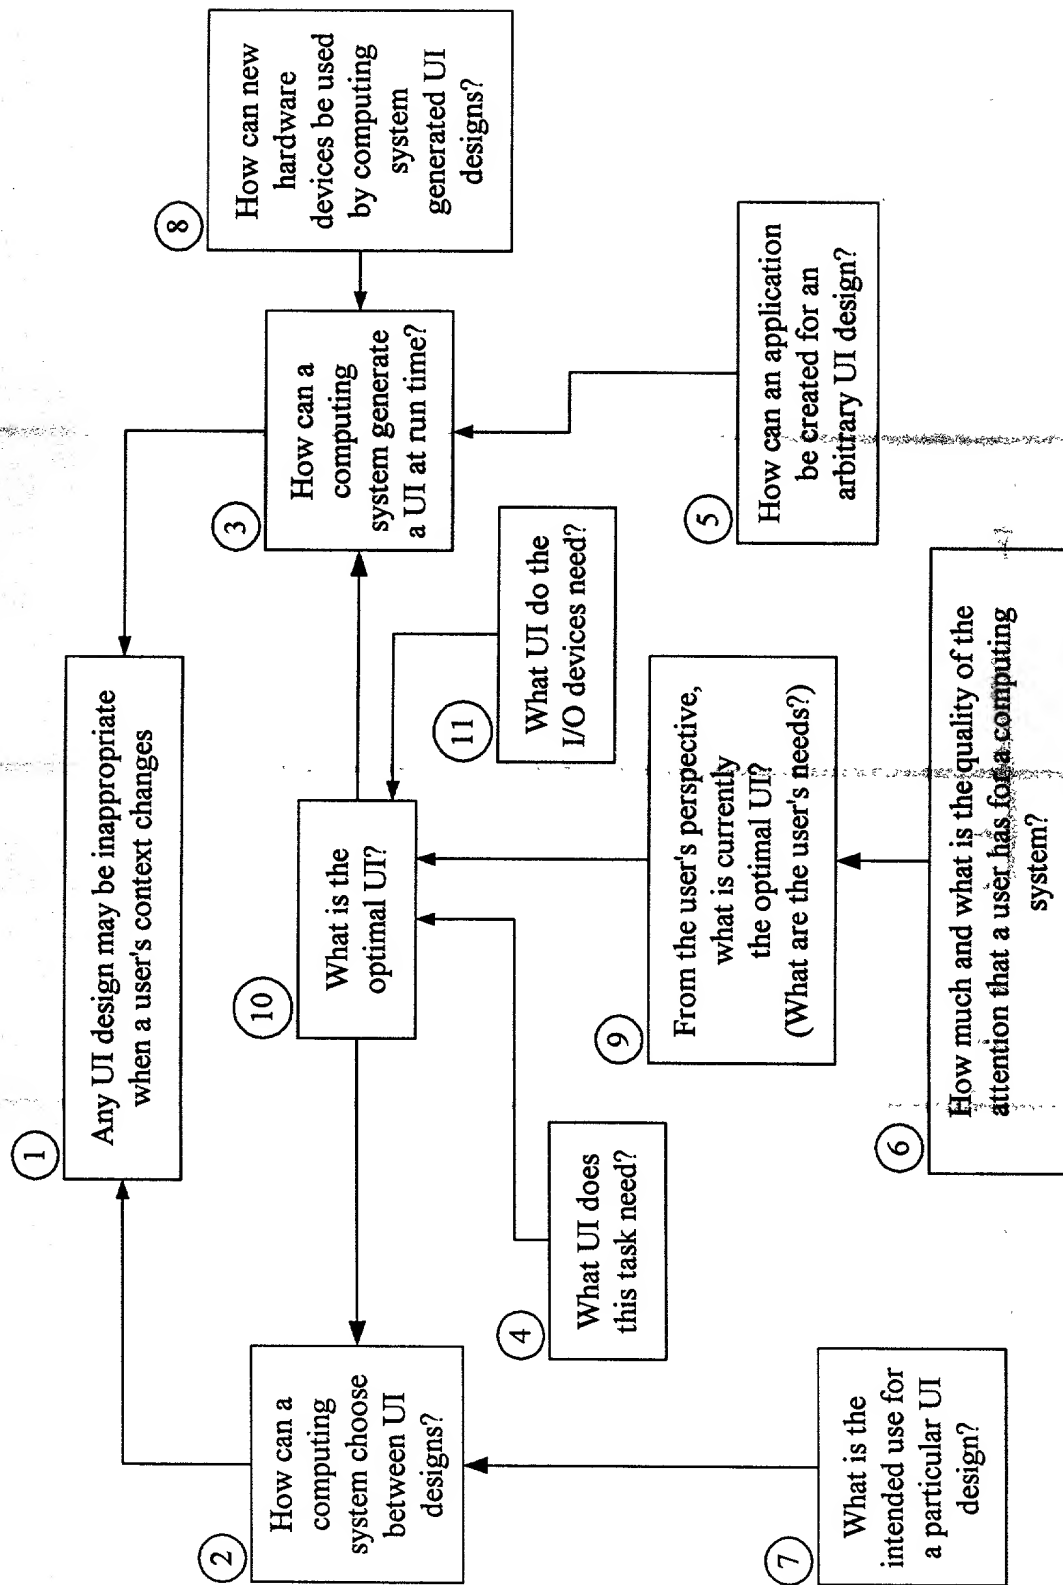 1
Any UI design may be inappropriate
when a user's context changes
2
How can a
computing
system choose
between UI
designs?
10
What is the
optimal UI?
3
How can a
computing
system generate
a UI at run time?
8
How can new
hardware
devices be used
by computing
system
generated UI
designs?
4
What UI does
this task need?
11
What UI do the
I/O devices need?
9
From the user's perspective,
what is currently
the optimal UI?
(What are the user's needs?)
5
How can an application
be created for an
arbitrary UI design?
7
What is the
intended use for
a particular UI
design?
6
How much and what is the quality of the
attention that a user has for a computing
system?